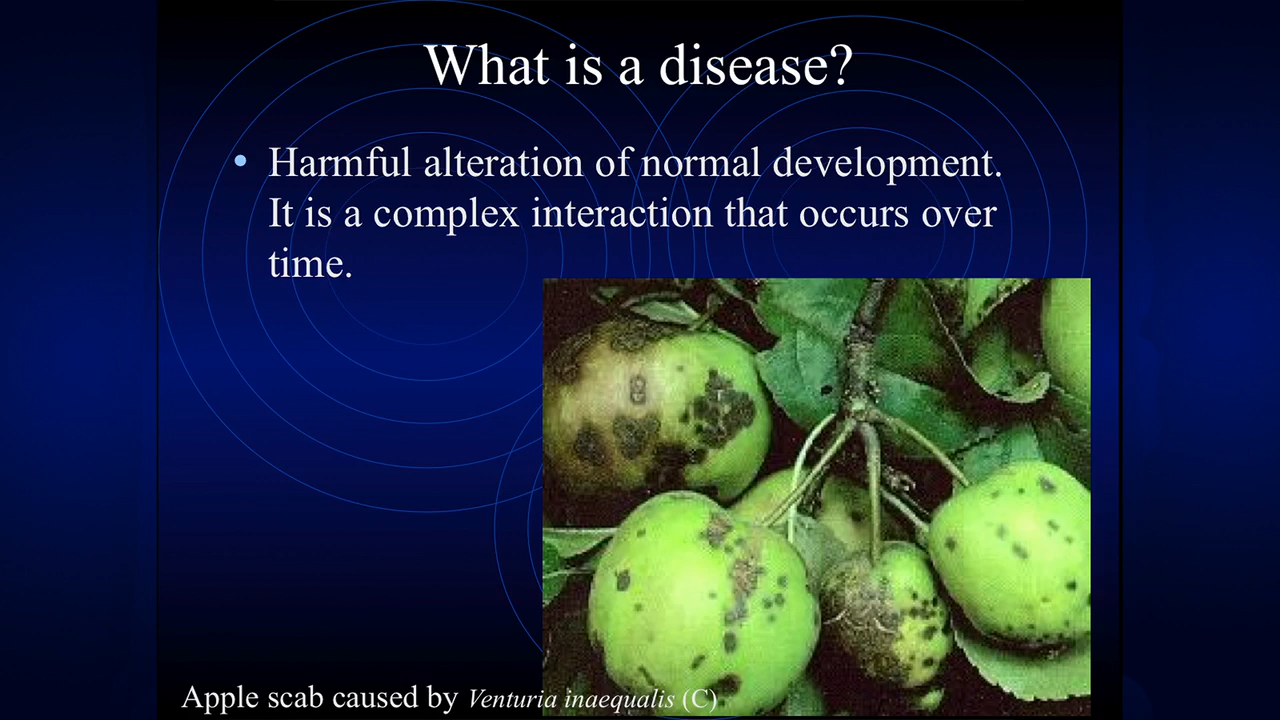 What is a disease?
• Harmful alteration of normal development.
It is a complex interaction that occurs over
time.
Apple scab caused by Venturia inaequalis (C)